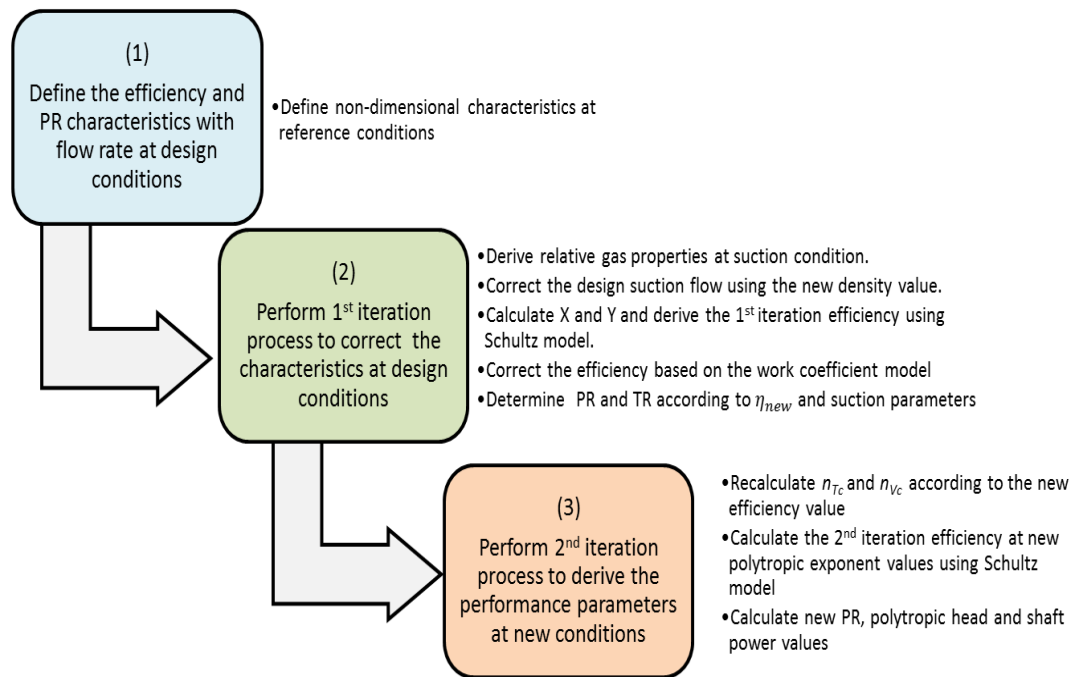 (1)
Define the efficiency and
PR characteristics with
flow rate at design
conditions
•Define non-dimensional characteristics at
reference conditions
(2)
Perform 1st iteration
process to correct the
characteristics at design
conditions
•Derive relative gas properties at suction condition.
•Correct the design suction flow using the new density value.
•Calculate X and Y and derive the 1st iteration efficiency using
Schultz model.
•Correct the efficiency based on the work coefficient model
•Determine PR and TR according to η_new and suction parameters
(3)
Perform 2nd iteration
process to derive the
performance parameters
at new conditions
•Recalculate n_Tc and n_Vc according to the new
efficiency value
•Calculate the 2nd iteration efficiency at new
polytropic exponent values using Schultz
model
•Calculate new PR, polytropic head and shaft
power values